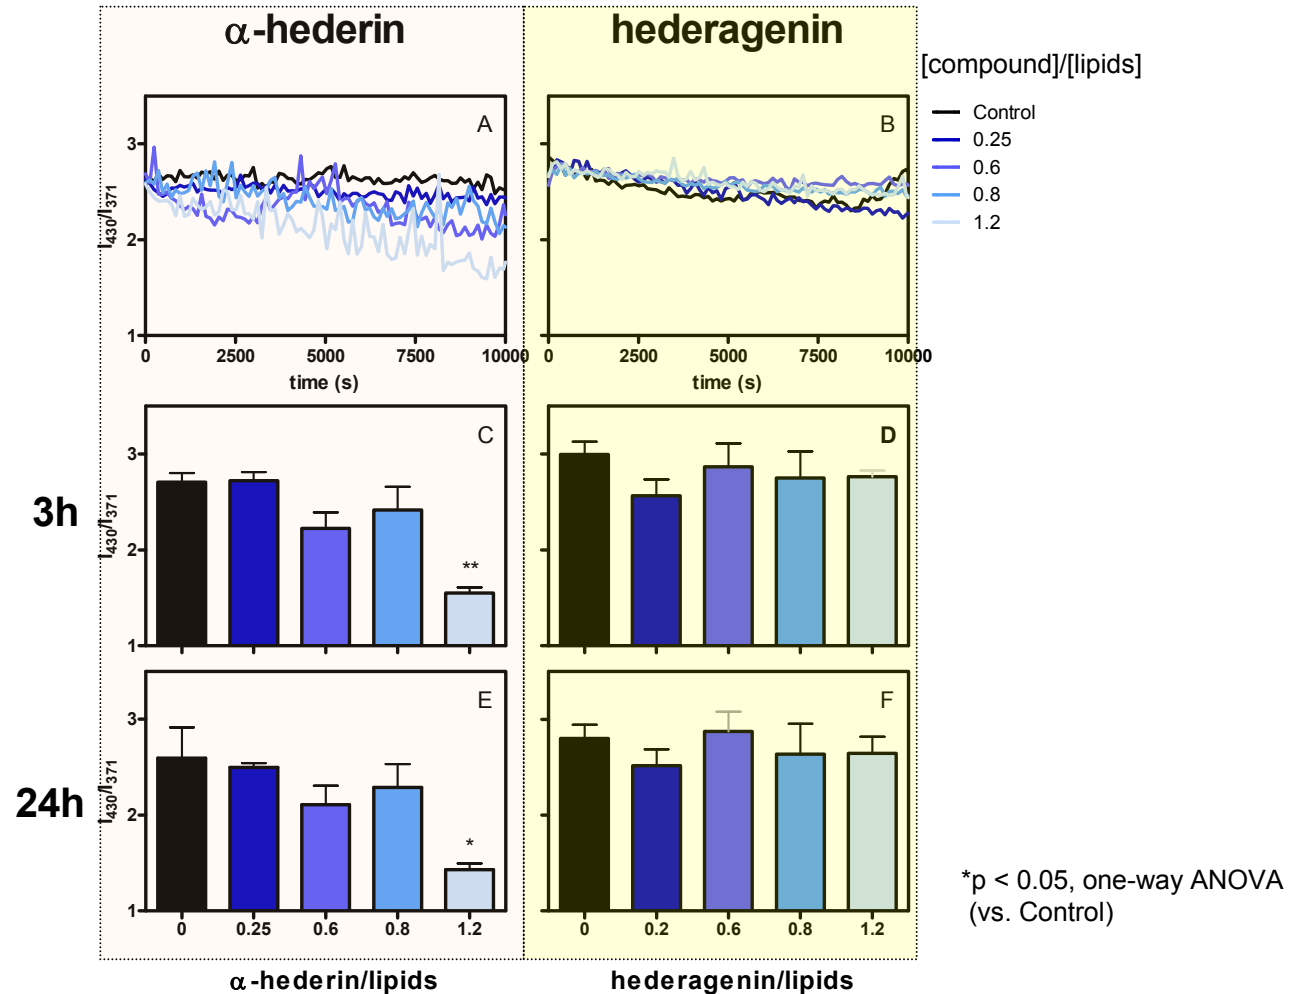 α-hederin
hederagenin
[compound]/[lipids]
Control
0.25
0.6
0.8
1.2
A
3
2
1
I430/I371
0 2500 5000 7500 10000
time (s)
B
0 2500 5000 7500 10000
time (s)
3h
C
3
2
1
I430/I371
**
D
24h
E
3
2
1
I430/I371
*
0 0.25 0.6 0.8 1.2
α-hederin/lipids
F
0 0.2 0.6 0.8 1.2
hederagenin/lipids
*p < 0.05, one-way ANOVA
(vs. Control)